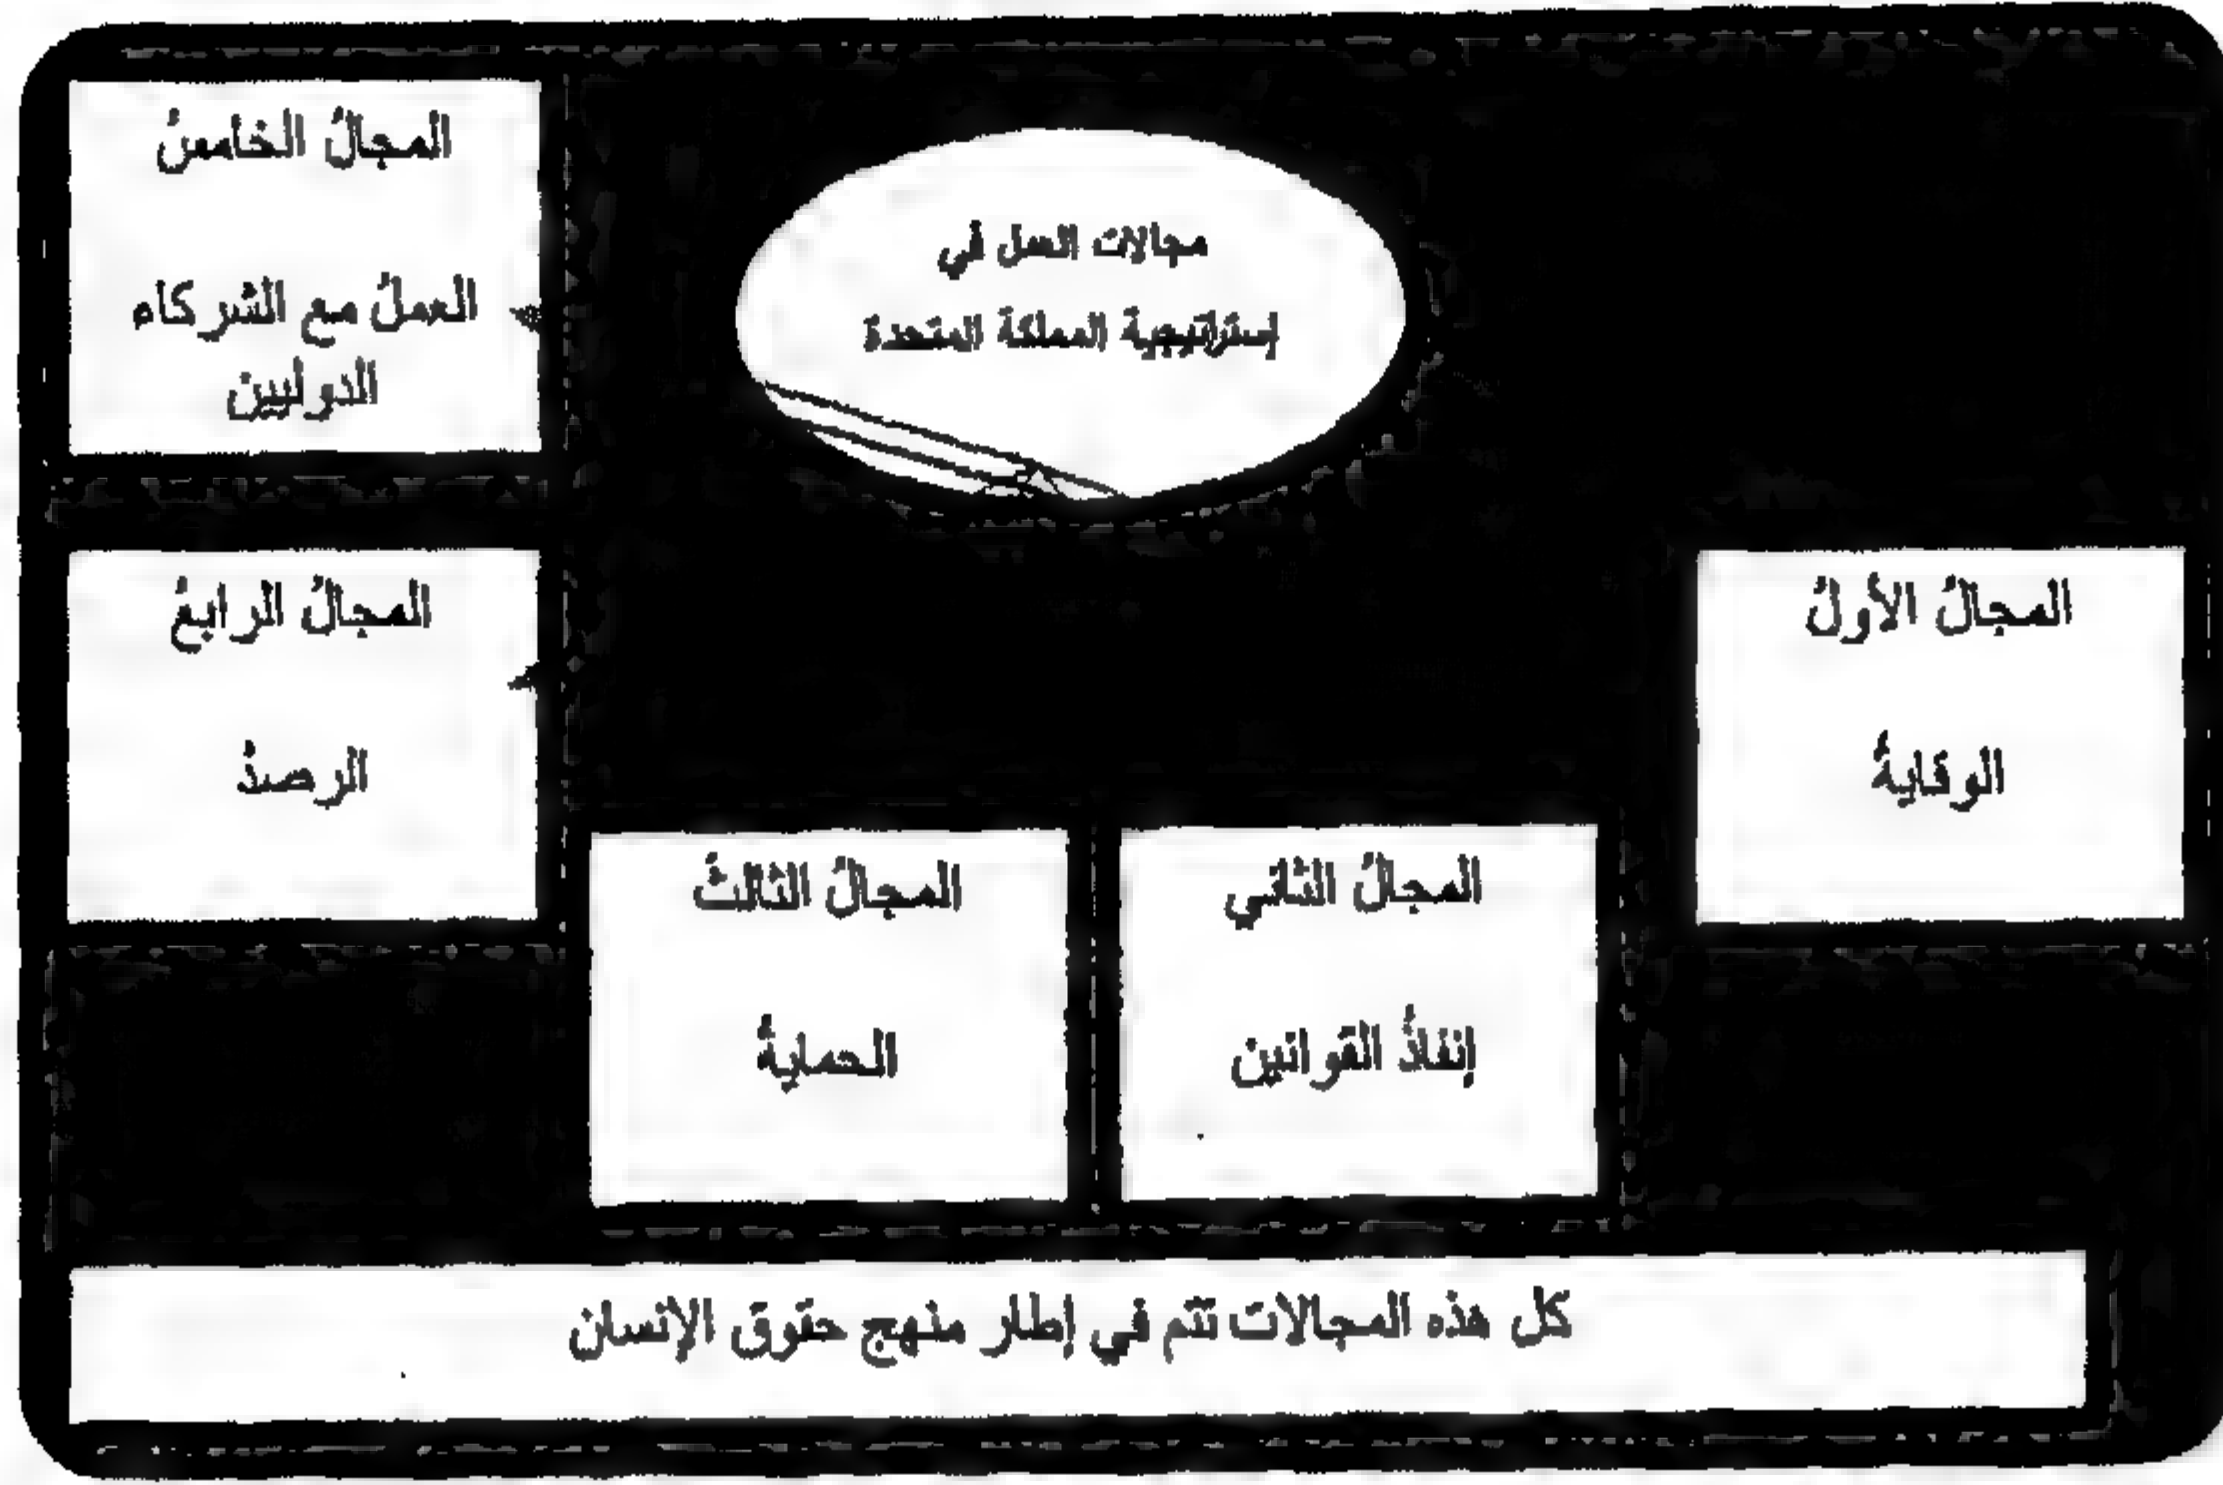 مجالات العمل في
إستراتيجية المملكة المتحدة
المجالُ الأولُ
الوقايةُ
المجالُ الثاني
إنفاذُ القوانين
المجالُ الثالثُ
الحمايةُ
المجالُ الرابعُ
الرصدُ
المجالُ الخامسُ
العملُ مع الشركاء
الدوليين
كل هذه المجالات تتم في إطار منهج حقوق الإنسان